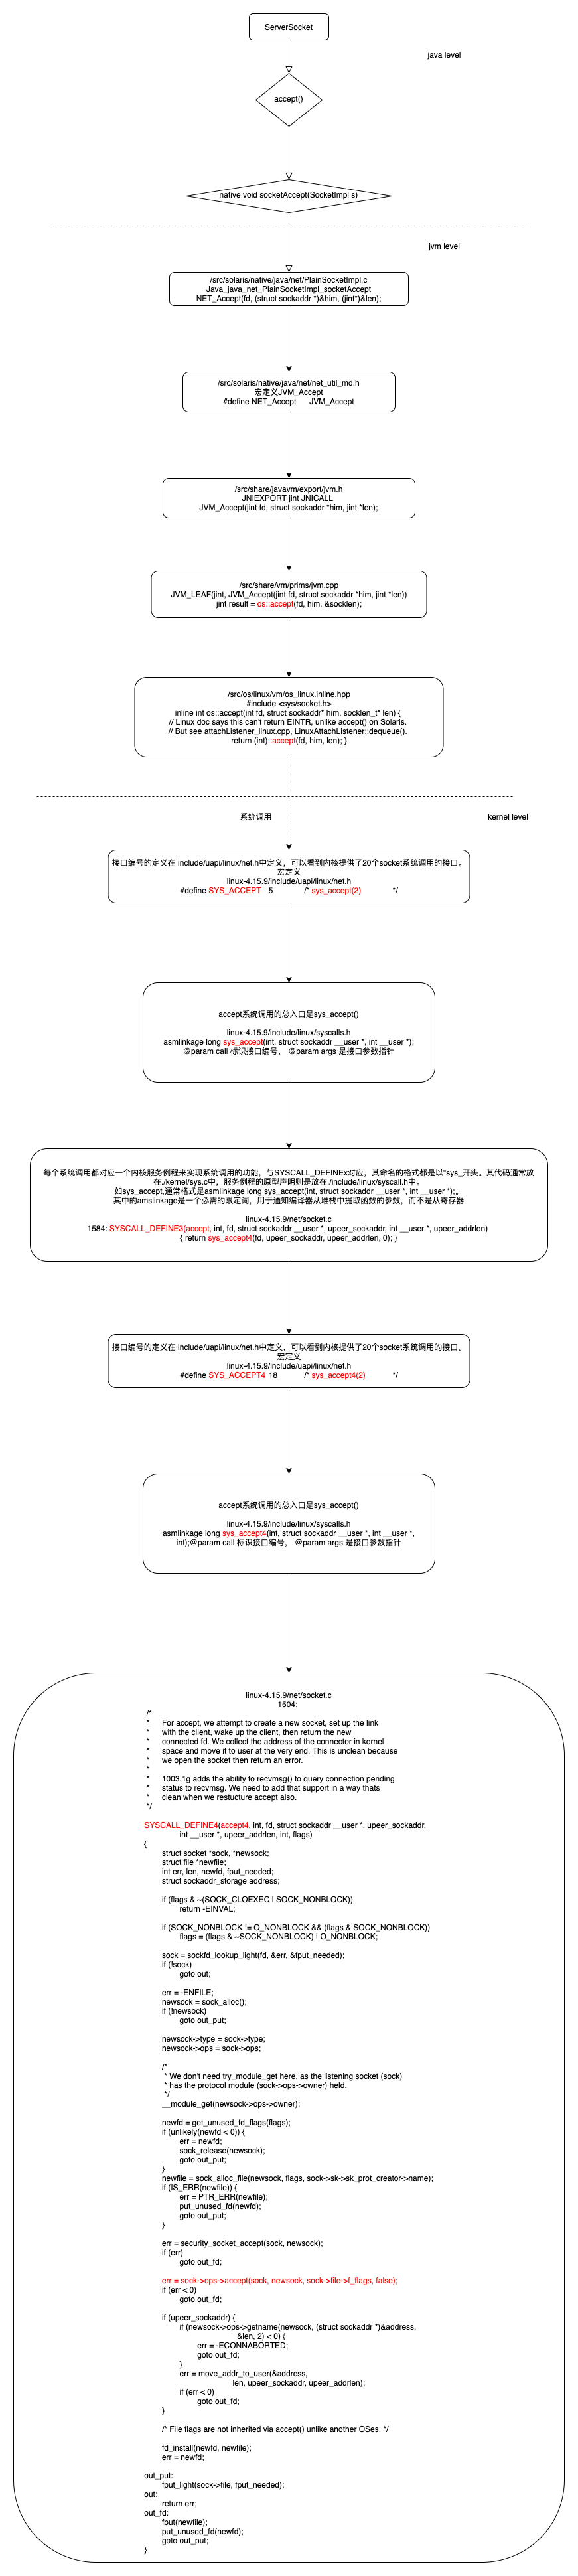 ServerSocket
java level
accept()
native void socketAccept(SocketImpl s)
jvm level
/src/solaris/native/java/net/PlainSocketImpl.c
Java_java_net_PlainSocketImpl_socketAccept
NET_Accept(fd, (struct sockaddr *)&him, (jint*)&len);
/src/solaris/native/java/net/net_util_md.h
宏定义JVM_Accept
#define NET_Accept      JVM_Accept
/src/share/javavm/export/jvm.h
JNIEXPORT jint JNICALL
JVM_Accept(jint fd, struct sockaddr *him, jint *len);
/src/share/vm/prims/jvm.cpp
JVM_LEAF(jint, JVM_Accept(jint fd, struct sockaddr *him, jint *len))
jint result = os::accept(fd, him, &socklen);
/src/os/linux/vm/os_linux.inline.hpp
#include <sys/socket.h>
inline int os::accept(int fd, struct sockaddr* him, socklen_t* len) {
// Linux doc says this can't return EINTR, unlike accept() on Solaris.
// But see attachListener_linux.cpp, LinuxAttachListener::dequeue().
return (int)::accept(fd, him, len); }
系统调用
kernel level
接口编号的定义在 include/uapi/linux/net.h中定义，可以看到内核提供了20个socket系统调用的接口。
宏定义
linux-4.15.9/include/uapi/linux/net.h
#define SYS_ACCEPT   5              /* sys_accept(2)              */
accept系统调用的总入口是sys_accept()
linux-4.15.9/include/linux/syscalls.h
asmlinkage long sys_accept(int, struct sockaddr __user *, int __user *);
@param call 标识接口编号， @param args 是接口参数指针
每个系统调用都对应一个内核服务例程来实现系统调用的功能，与SYSCALL_DEFINEx对应，其命名的格式都是以"sys_开头。其代码通常放
在./kernel/sys.c中，服务例程的原型声明则是放在./include/linux/syscall.h中。
如sys_accept,通常格式是asmlinkage long sys_accept(int, struct sockaddr __user *, int __user *);。
其中的amslinkage是一个必需的限定词，用于通知编译器从堆栈中提取函数的参数，而不是从寄存器
linux-4.15.9/net/socket.c
1584: SYSCALL_DEFINE3(accept, int, fd, struct sockaddr __user *, upeer_sockaddr, int __user *, upeer_addrlen)
{ return sys_accept4(fd, upeer_sockaddr, upeer_addrlen, 0); }
接口编号的定义在 include/uapi/linux/net.h中定义，可以看到内核提供了20个socket系统调用的接口。
宏定义
linux-4.15.9/include/uapi/linux/net.h
#define SYS_ACCEPT4 18            /* sys_accept4(2)            */
accept系统调用的总入口是sys_accept()
linux-4.15.9/include/linux/syscalls.h
asmlinkage long sys_accept4(int, struct sockaddr __user *, int __user *,
int);@param call 标识接口编号， @param args 是接口参数指针
linux-4.15.9/net/socket.c
1504:
/*
*     For accept, we attempt to create a new socket, set up the link
*     with the client, wake up the client, then return the new
*     connected fd. We collect the address of the connector in kernel
*     space and move it to user at the very end. This is unclean because
*     we open the socket then return an error.
*
*     1003.1g adds the ability to recvmsg() to query connection pending
*     status to recvmsg. We need to add that support in a way thats
*     clean when we restucture accept also.
*/
SYSCALL_DEFINE4(accept4, int, fd, struct sockaddr __user *, upeer_sockaddr,
int __user *, upeer_addrlen, int, flags)
{
struct socket *sock, *newsock;
struct file *newfile;
int err, len, newfd, fput_needed;
struct sockaddr_storage address;
if (flags & ~(SOCK_CLOEXEC | SOCK_NONBLOCK))
return -EINVAL;
if (SOCK_NONBLOCK != O_NONBLOCK && (flags & SOCK_NONBLOCK))
flags = (flags & ~SOCK_NONBLOCK) | O_NONBLOCK;
sock = sockfd_lookup_light(fd, &err, &fput_needed);
if (!sock)
goto out;
err = -ENFILE;
newsock = sock_alloc();
if (!newsock)
goto out_put;
newsock->type = sock->type;
newsock->ops = sock->ops;
/*
* We don't need try_module_get here, as the listening socket (sock)
* has the protocol module (sock->ops->owner) held.
*/
__module_get(newsock->ops->owner);
newfd = get_unused_fd_flags(flags);
if (unlikely(newfd < 0)) {
err = newfd;
sock_release(newsock);
goto out_put;
}
newfile = sock_alloc_file(newsock, flags, sock->sk->sk_prot_creator->name);
if (IS_ERR(newfile)) {
err = PTR_ERR(newfile);
put_unused_fd(newfd);
goto out_put;
}
err = security_socket_accept(sock, newsock);
if (err)
goto out_fd;
err = sock->ops->accept(sock, newsock, sock->file->f_flags, false);
if (err < 0)
goto out_fd;
if (upeer_sockaddr) {
if (newsock->ops->getname(newsock, (struct sockaddr *)&address,
&len, 2) < 0) {
err = -ECONNABORTED;
goto out_fd;
}
err = move_addr_to_user(&address,
len, upeer_sockaddr, upeer_addrlen);
if (err < 0)
goto out_fd;
}
/* File flags are not inherited via accept() unlike another OSes. */
fd_install(newfd, newfile);
err = newfd;
out_put:
fput_light(sock->file, fput_needed);
out:
return err;
out_fd:
fput(newfile);
put_unused_fd(newfd);
goto out_put;
}